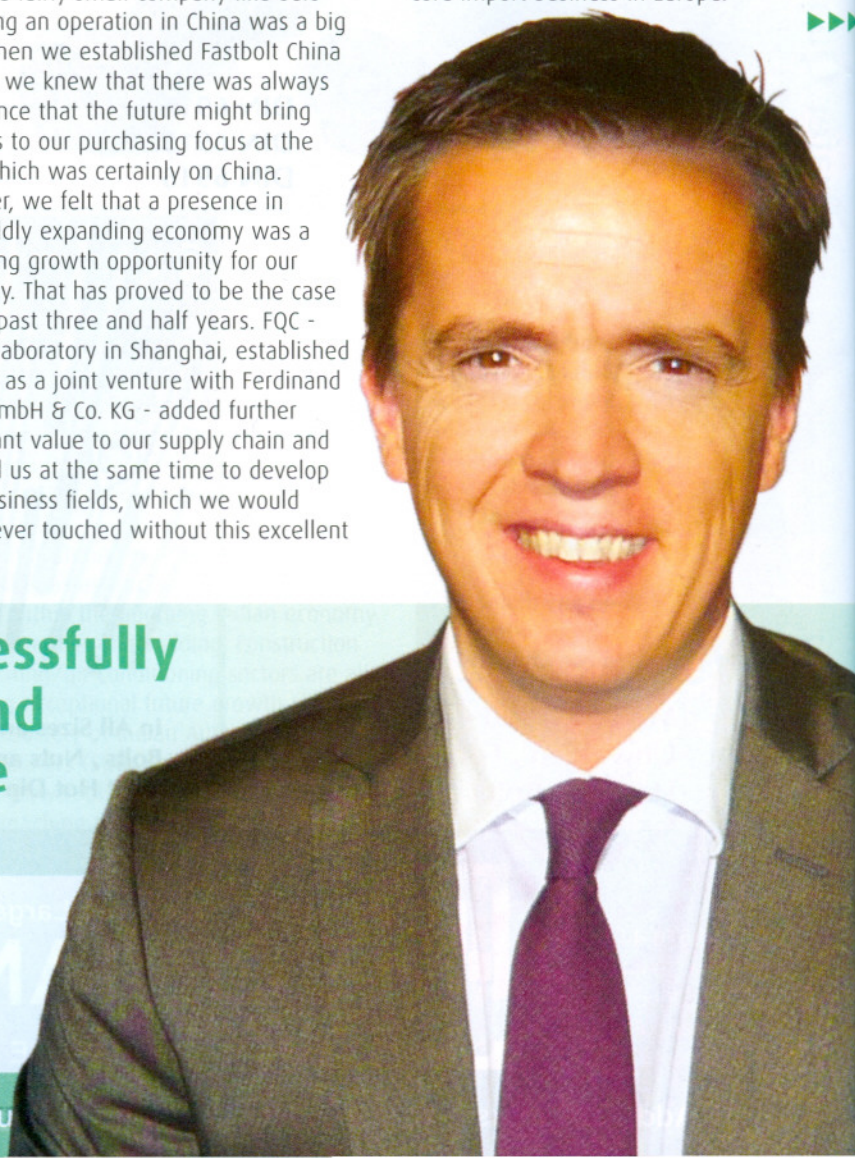 ng an operation in China was a big
hen we established Fastbolt China
we knew that there was always
nce that the future might bring
s to our purchasing focus at the
hich was certainly on China.
er, we felt that a presence in
dly expanding economy was a
ng growth opportunity for our
y. That has proved to be the case
past three and half years. FQC -
aboratory in Shanghai, established
as a joint venture with Ferdinand
mbH & Co. KG - added further
ant value to our supply chain and
d us at the same time to develop
siness fields, which we would
ever touched without this excellent
essfully
nd
e